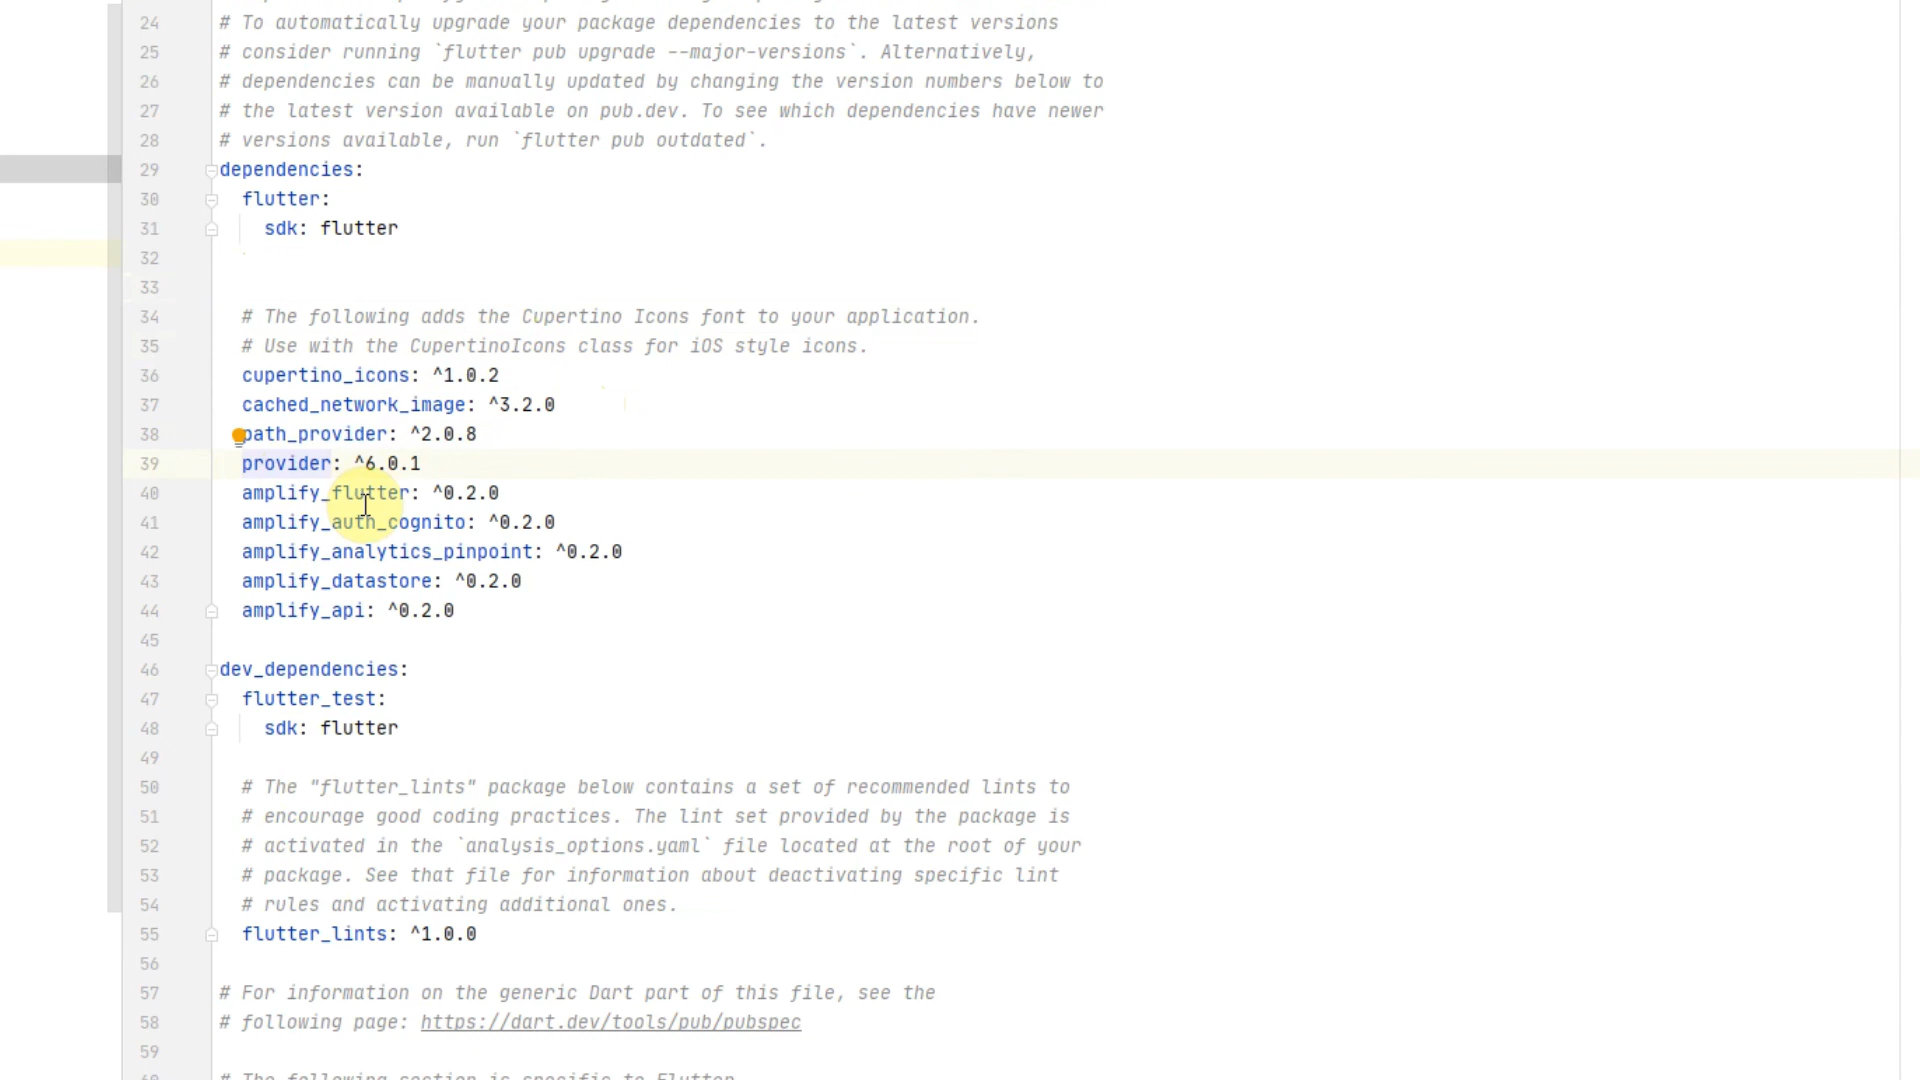 24 # To automatically upgrade your package dependencies to the latest versions
25 # consider running `flutter pub upgrade --major-versions`. Alternatively,
26 # dependencies can be manually updated by changing the version numbers below to
27 # the latest version available on pub.dev. To see which dependencies have newer
28 # versions available, run `flutter pub outdated`.
29 dependencies:
30 flutter:
31 sdk: flutter
32
33
34 # The following adds the Cupertino Icons font to your application.
35 # Use with the CupertinoIcons class for iOS style icons.
36 cupertino_icons: ^1.0.2
37 cached_network_image: ^3.2.0
38 path_provider: ^2.0.8
39 provider: ^6.0.1
40 amplify_flutter: ^0.2.0
41 amplify_auth_cognito: ^0.2.0
42 amplify_analytics_pinpoint: ^0.2.0
43 amplify_datastore: ^0.2.0
44 amplify_api: ^0.2.0
45
46 dev_dependencies:
47 flutter_test:
48 sdk: flutter
49
50 # The "flutter_lints" package below contains a set of recommended lints to
51 # encourage good coding practices. The lint set provided by the package is
52 # activated in the `analysis_options.yaml` file located at the root of your
53 # package. See that file for information about deactivating specific lint
54 # rules and activating additional ones.
55 flutter_lints: ^1.0.0
56
57 # For information on the generic Dart part of this file, see the
58 # following page: https://dart.dev/tools/pub/pubspec
59
60 # The following section is specific to Flutter